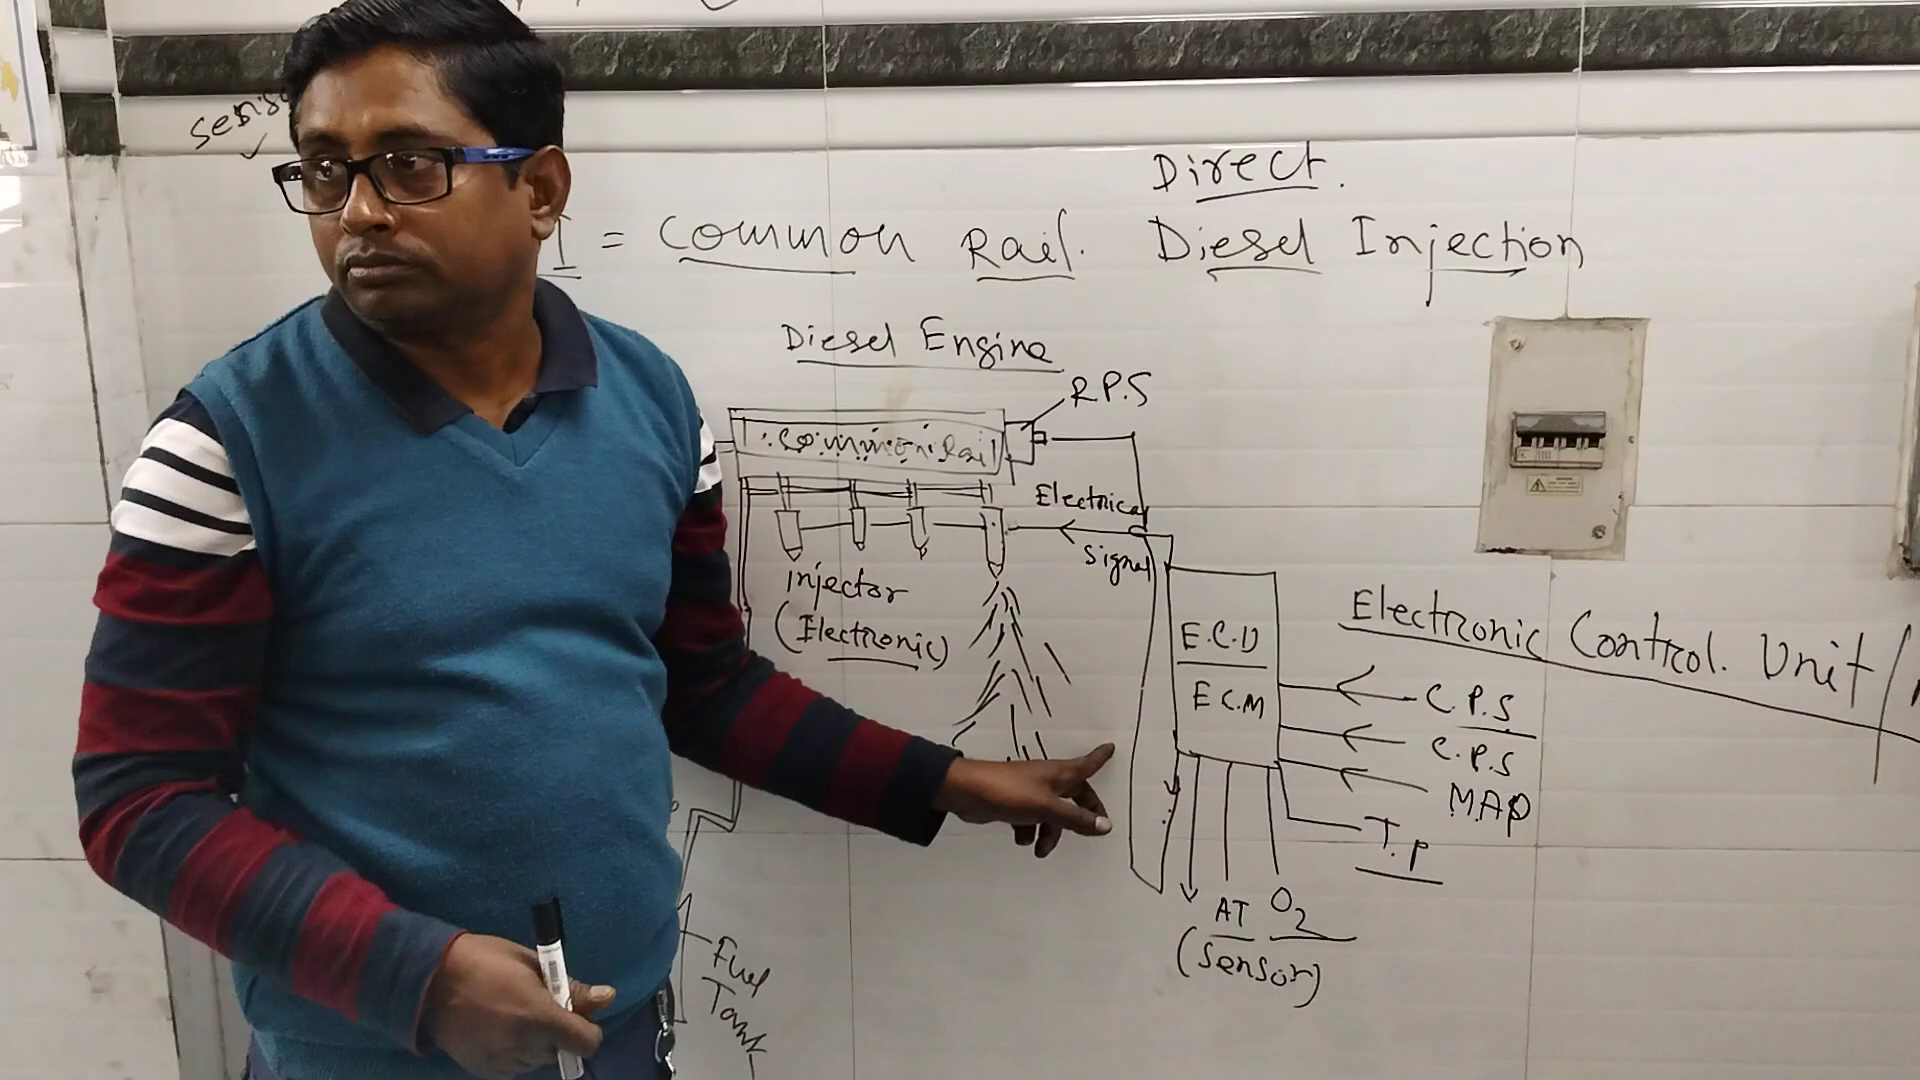 Direct.
I = Common Rail. Diesel Injection
Diesel Engine
R.P.S
Common Rail
Electrical
Signal
Injector
(Electronic)
E.C.U
E.C.M
Electronic Control. Unit/
C.P.S
C.P.S
MAP
T.P
AT O2
(Sensor)
Fuel
Tank